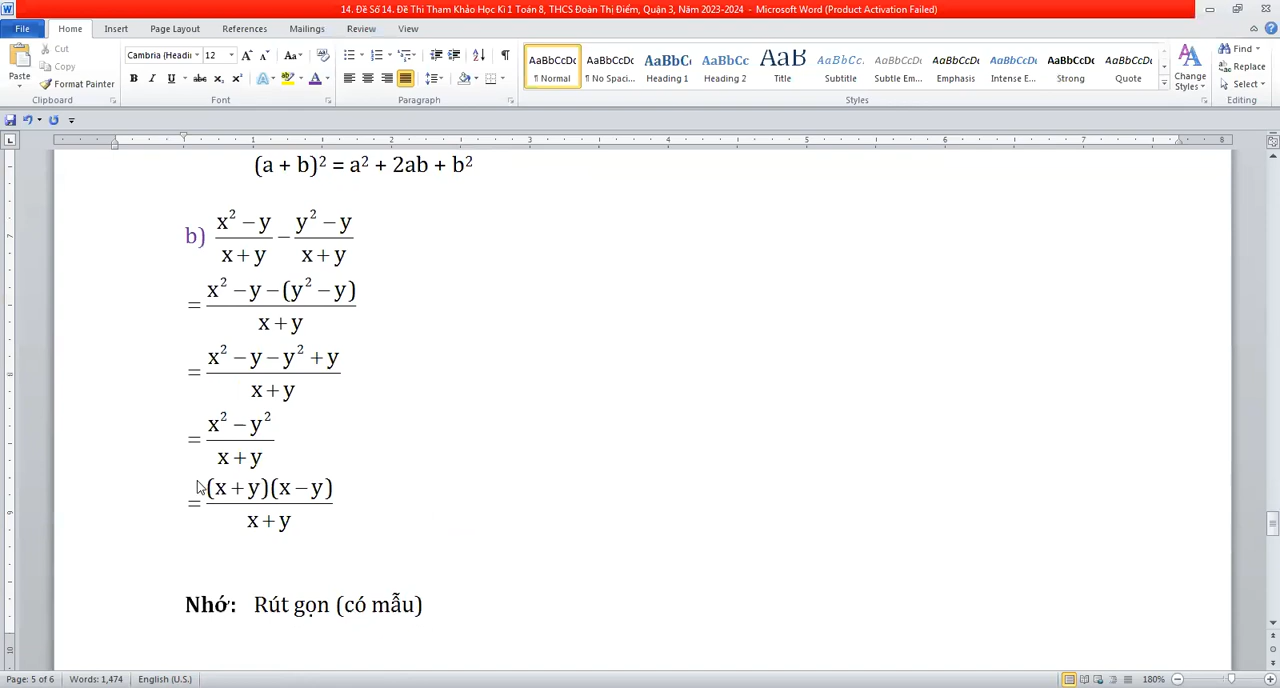 14. Đề Số 14. Đề Thi Tham Khảo Học Kì 1 Toán 8, THCS Đoàn Thị Điểm, Quận 3, Năm 2023-2024 - Microsoft Word (Product Activation Failed)
File Home Insert Page Layout References Mailings Review View
Paste Cut Copy Format Painter Clipboard
Cambria (Headi 12 Font
Paragraph
AaBbCcDc AaBbCcDc AaBbCc AaBbCc AaB AaBbCc. AaBbCcDc AaBbCcDc AaBbCcDc AaBbCcDc AaBbCcDc
¶ Normal ¶ No Spaci... Heading 1 Heading 2 Title Subtitle Subtle Em... Emphasis Intense E... Strong Quote Change Styles
Styles
Find Replace Select Editing
(a + b)² = a² + 2ab + b²
b) (x² − y)/(x + y) − (y² − y)/(x + y)
= (x² − y − (y² − y))/(x + y)
= (x² − y − y² + y)/(x + y)
= (x² − y²)/(x + y)
= ((x + y)(x − y))/(x + y)
Nhớ: Rút gọn (có mẫu)
Page: 5 of 6 Words: 1,474 English (U.S.) 180%